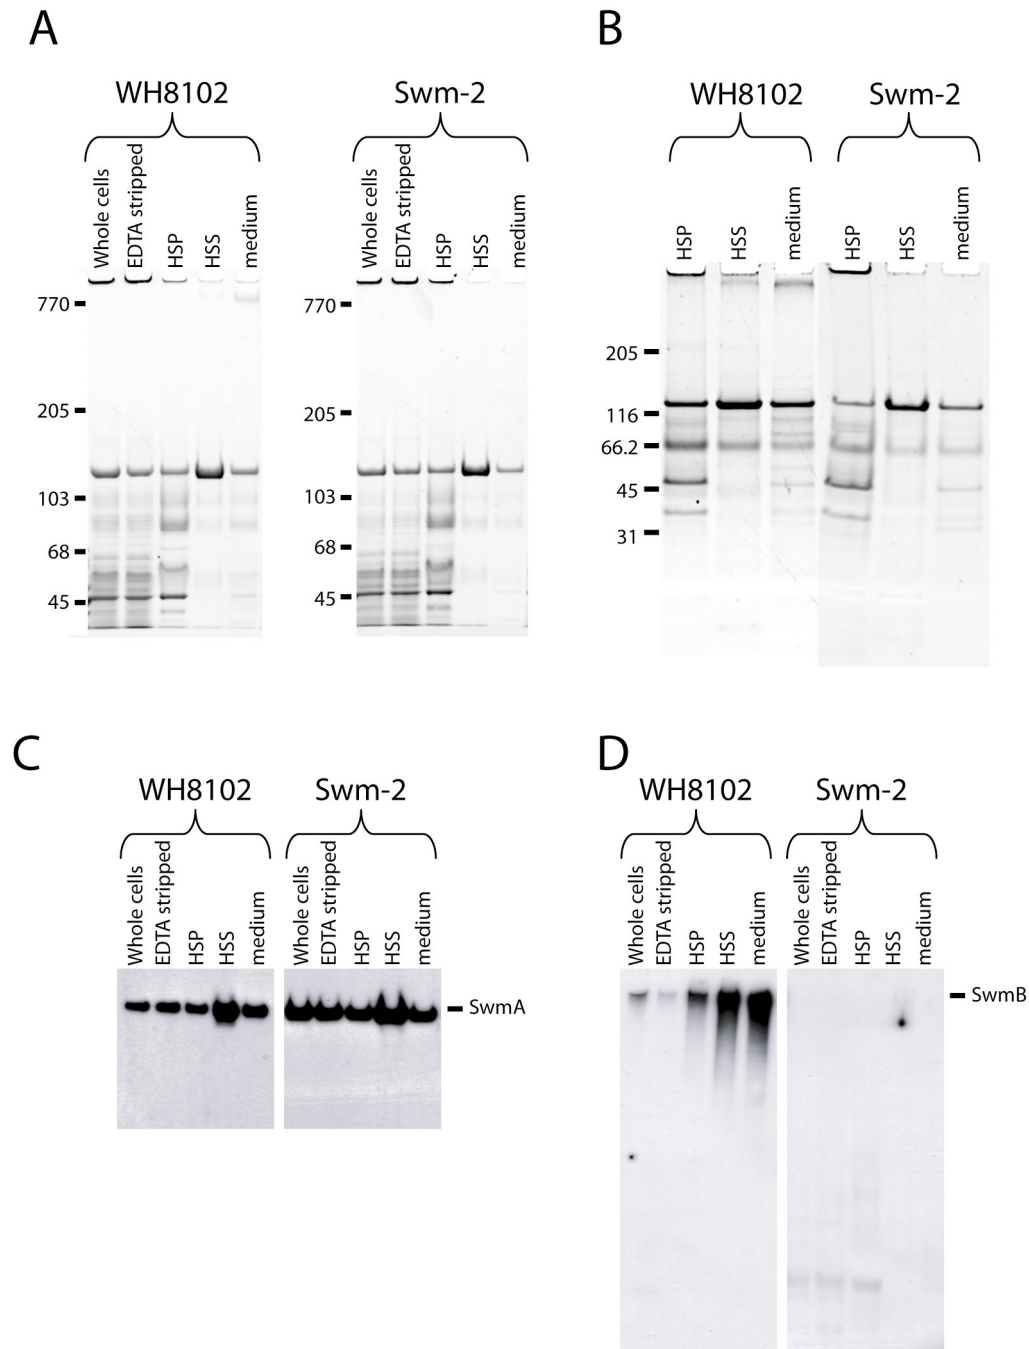 A
WH8102
Swm-2
Whole cells
EDTA stripped
HSP
HSS
medium
Whole cells
EDTA stripped
HSP
HSS
medium
770
205
103
68
45
770
205
103
68
45
B
WH8102
Swm-2
HSP
HSS
medium
HSP
HSS
medium
205
116
66.2
45
31
C
WH8102
Swm-2
Whole cells
EDTA stripped
HSP
HSS
medium
Whole cells
EDTA stripped
HSP
HSS
medium
SwmA
D
WH8102
Swm-2
Whole cells
EDTA stripped
HSP
HSS
medium
Whole cells
EDTA stripped
HSP
HSS
medium
SwmB